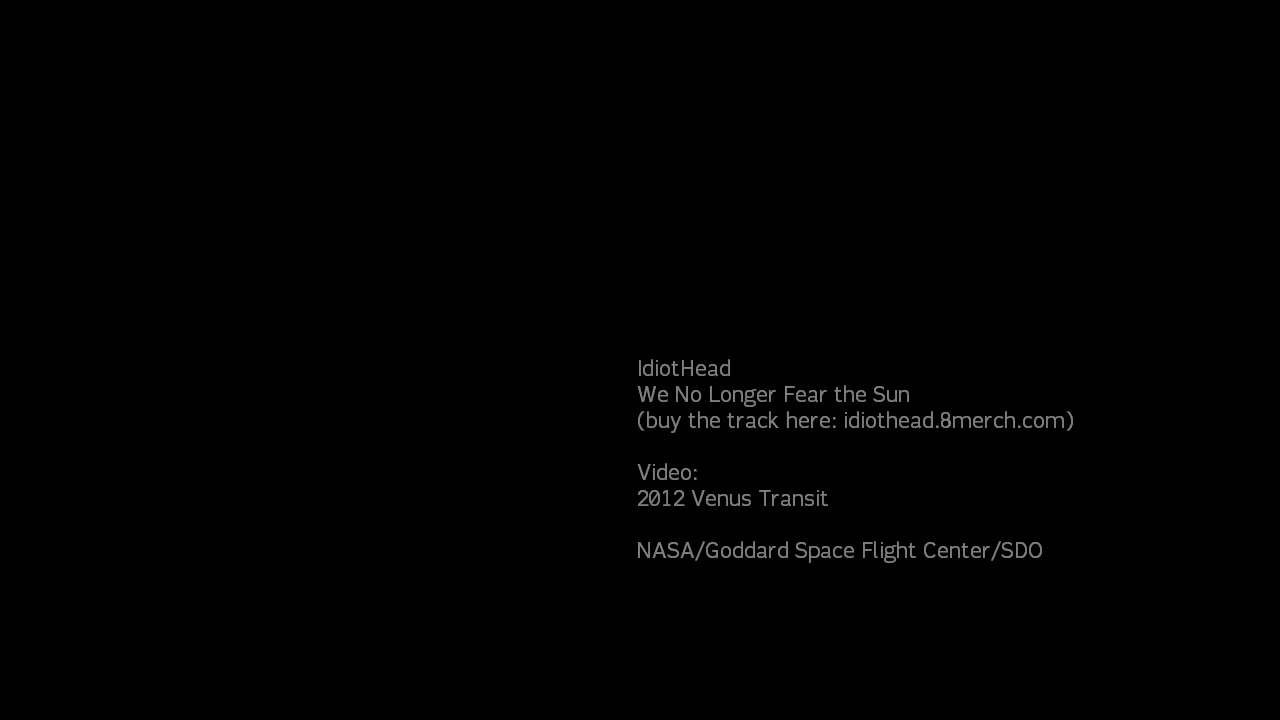 IdiotHead
We No Longer Fear the Sun
(buy the track here: idiothead.8merch.com)
Video:
2012 Venus Transit
NASA/Goddard Space Flight Center/SDO